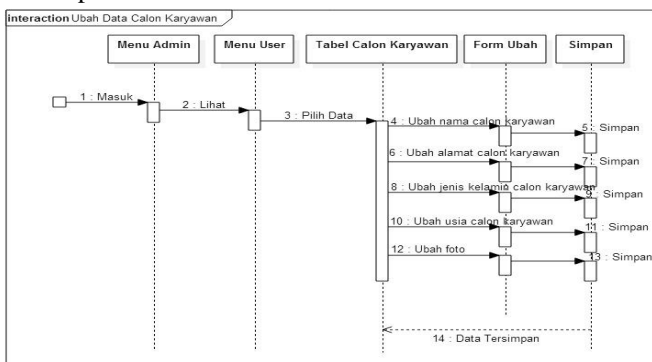 interaction Ubah Data Calon Karyawan
Menu Admin
Menu User
Tabel Calon Karyawan
Form Ubah
Simpan
1 : Masuk
2 : Lihat
3 : Pilih Data
4 : Ubah nama calon karyawan
5 : Simpan
6 : Ubah alamat calon karyawan
7 : Simpan
8 : Ubah jenis kelamin calon karyawan
9 : Simpan
10 : Ubah usia calon karyawan
11 : Simpan
12 : Ubah foto
13 : Simpan
14 : Data Tersimpan